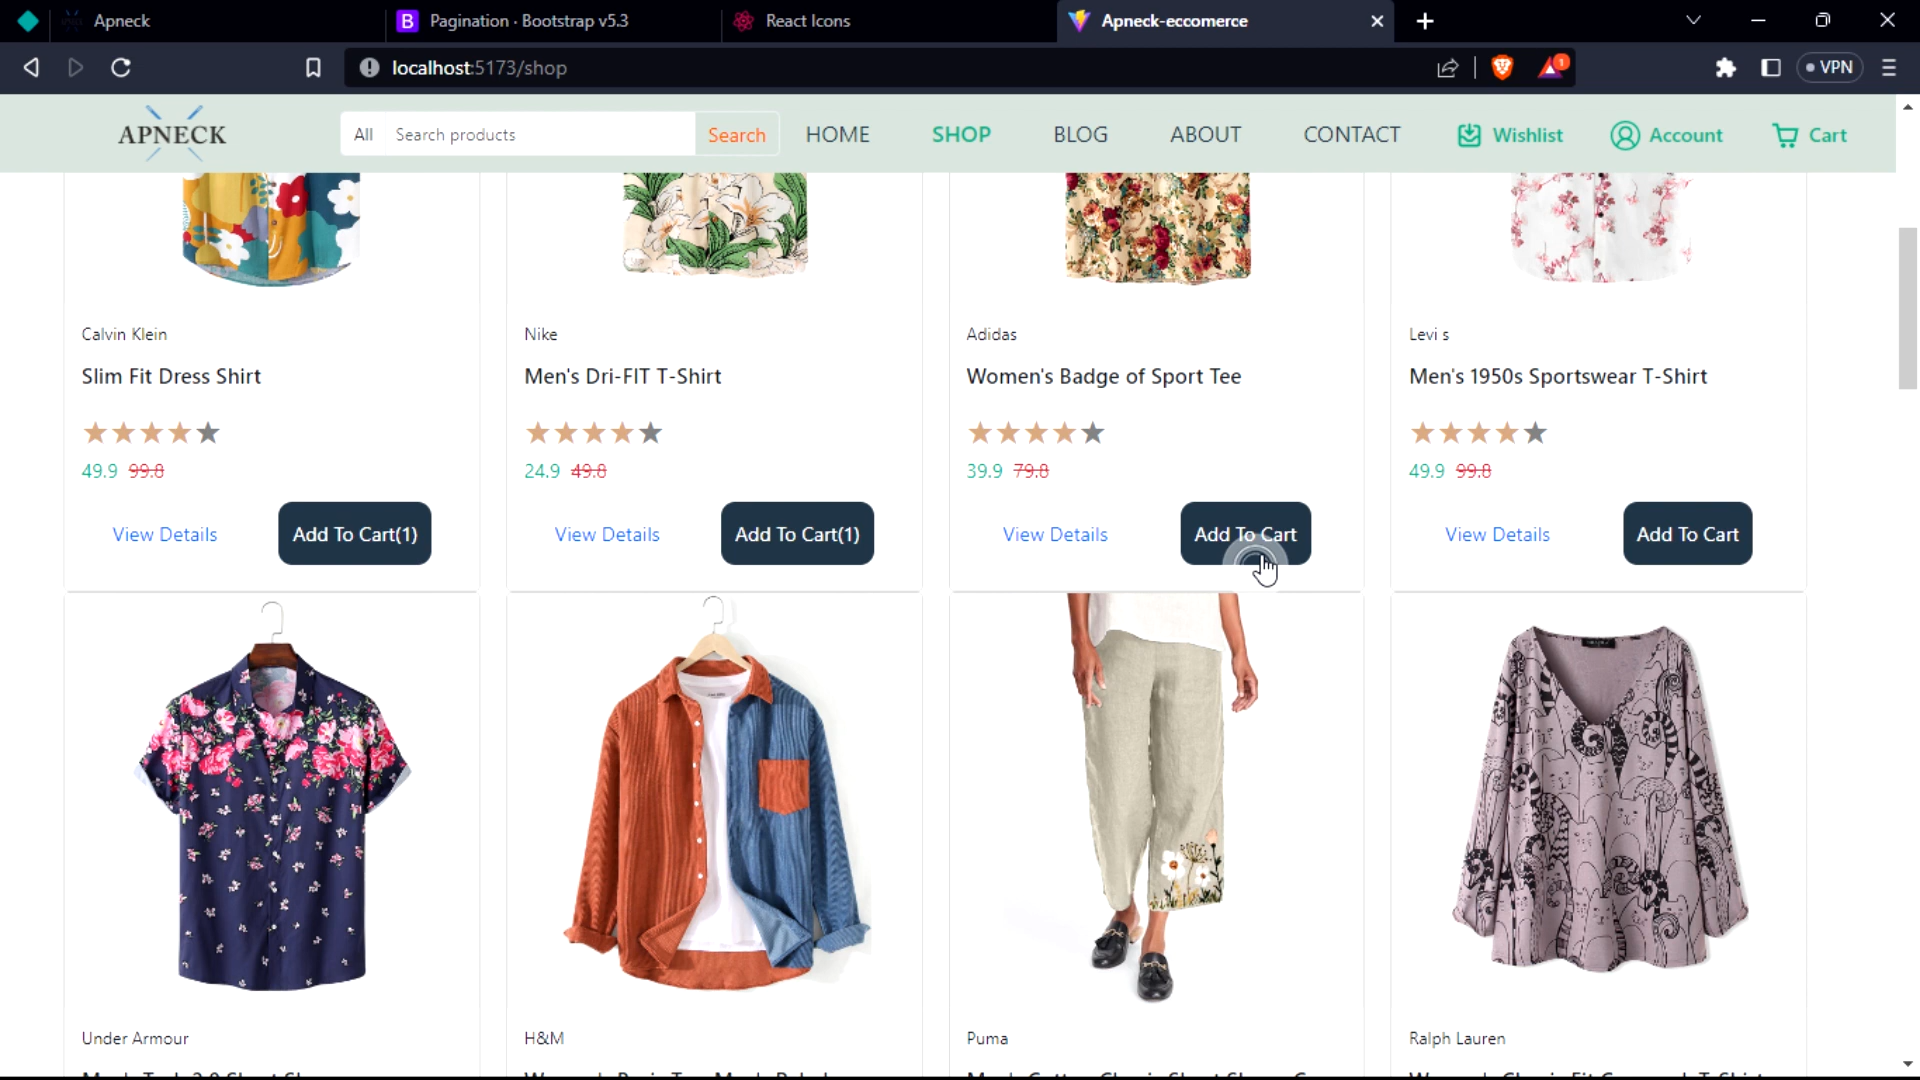 Apneck
Pagination · Bootstrap v5.3
React Icons
Apneck-eccomerce
localhost:5173/shop
1
VPN
APNECK
All
Search products
Search
HOME
SHOP
BLOG
ABOUT
CONTACT
Wishlist
Account
Cart
Calvin Klein
Nike
Adidas
Levi s
Slim Fit Dress Shirt
Men's Dri-FIT T-Shirt
Women's Badge of Sport Tee
Men's 1950s Sportswear T-Shirt
49.9 99.8
24.9 49.8
39.9 79.8
49.9 99.8
View Details
Add To Cart(1)
View Details
Add To Cart(1)
View Details
Add To Cart
View Details
Add To Cart
Under Armour
H&M
Puma
Ralph Lauren